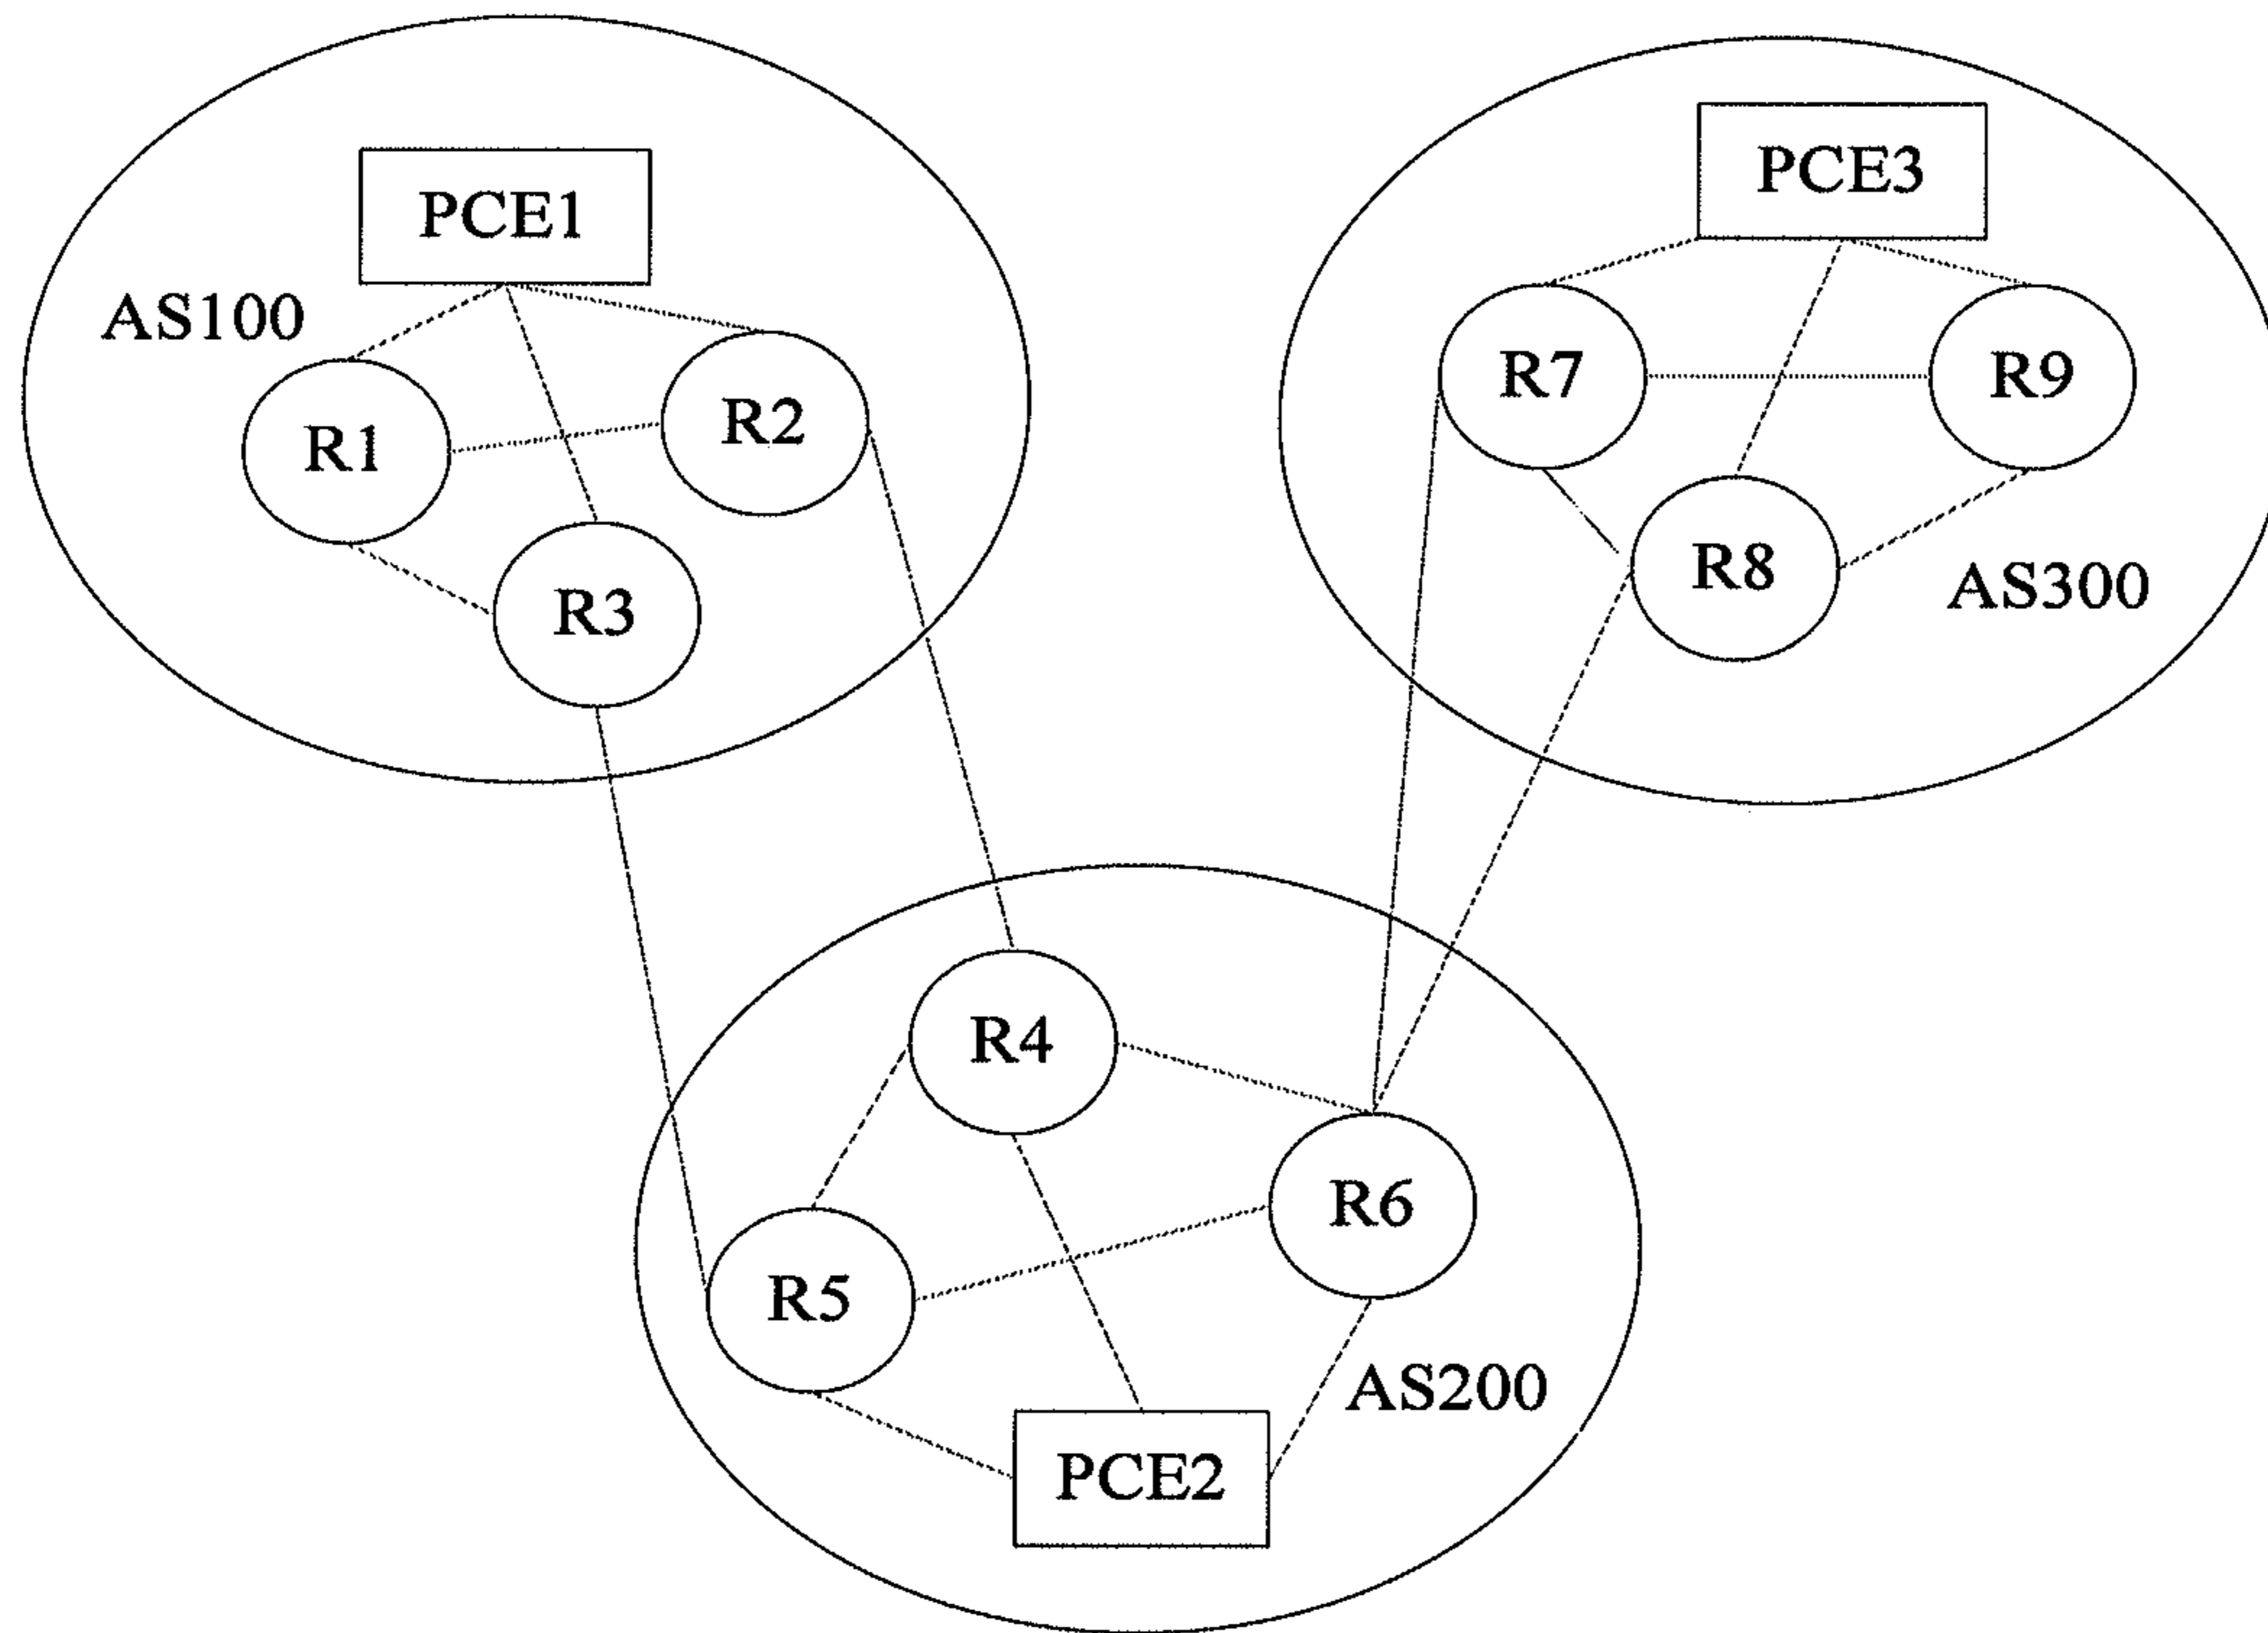 PCE1
AS100
R1
R2
R3
PCE3
R7
R9
R8
AS300
R4
R6
R5
AS200
PCE2